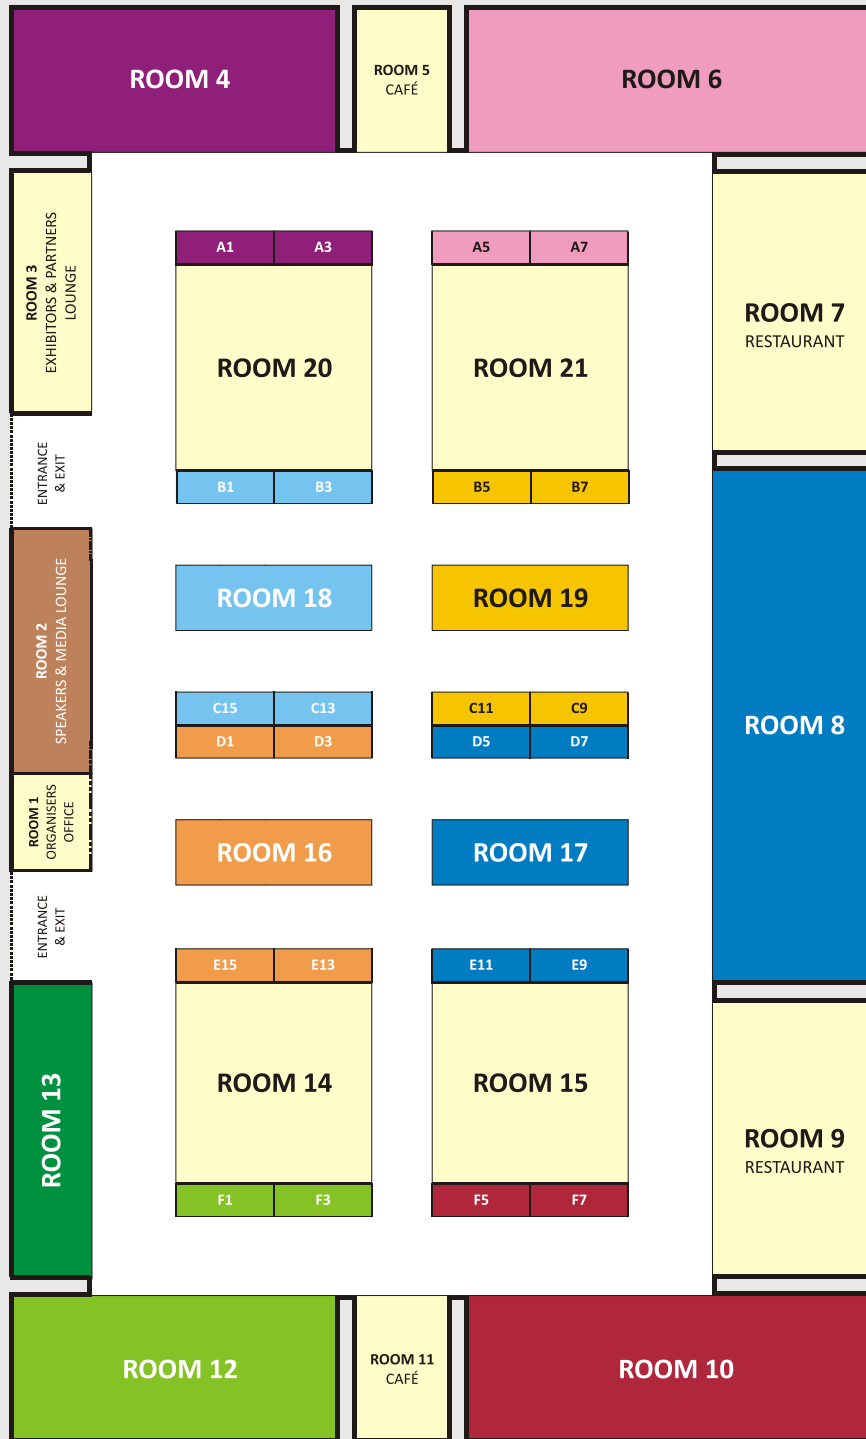 ROOM 4
ROOM 5
CAFÉ
ROOM 6
ROOM 3
EXHIBITORS & PARTNERS
LOUNGE
A1
A3
A5
A7
ROOM 20
ROOM 21
ROOM 7
RESTAURANT
B1
B3
B5
B7
ENTRANCE
& EXIT
ROOM 2
SPEAKERS & MEDIA LOUNGE
ROOM 18
ROOM 19
C15
C13
C11
C9
D1
D3
D5
D7
ROOM 8
ROOM 1
ORGANISERS
OFFICE
ROOM 16
ROOM 17
ENTRANCE
& EXIT
E15
E13
E11
E9
ROOM 13
ROOM 14
ROOM 15
ROOM 9
RESTAURANT
F1
F3
F5
F7
ROOM 12
ROOM 11
CAFÉ
ROOM 10